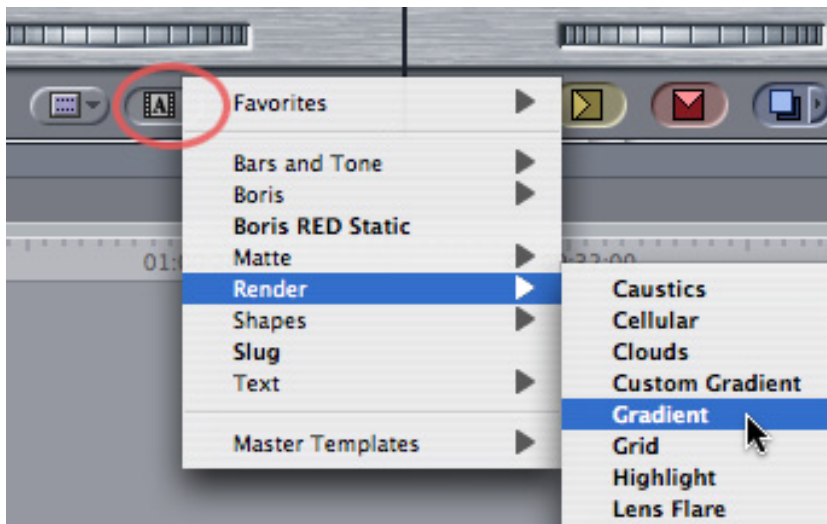 A
Favorites
Bars and Tone
Boris
Boris RED Static
Matte
Render
Shapes
Slug
Text
Master Templates
Caustics
Cellular
Clouds
Custom Gradient
Gradient
Grid
Highlight
Lens Flare